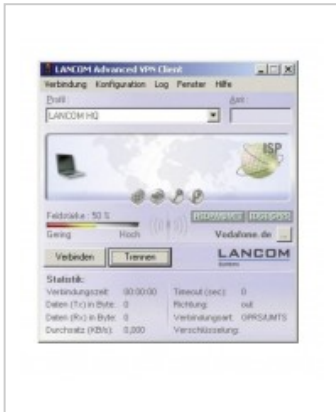 LANCOM Advanced VPN Client
Verbindung Konfiguration Log Fenster Hilfe
Profil: Amt:
LANCOM HQ
ISP
Feldstärke: 50 %
Gering Hoch Vodafone.de ...
Verbinden Trennen LANCOM
Statistik:
Verbindungszeit: 00:00:00 Timeout (sec): 0
Daten (Tx) in Byte: 0 Richtung: out
Daten (Rx) in Byte: 0 Verbindungsart: GPRS/UMTS
Durchsatz (KB/s): 0,000 Verschlüsselung: